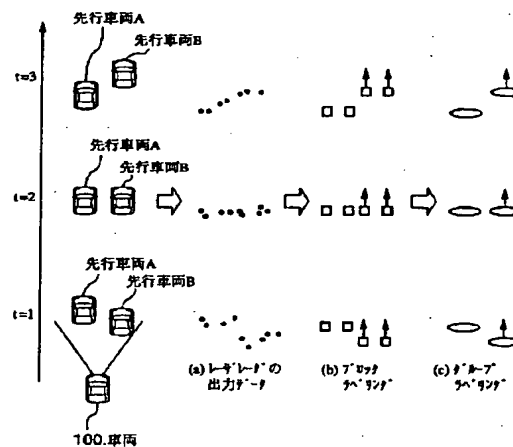 先行車両A
先行車両B
t=3
先行車両A
先行車両B
t=2
先行車両A
先行車両B
t=1
(a) レーザレーダの
出力データ
(b) ブロック
ラベリング
(c) グループ
ラベリング
100.車両